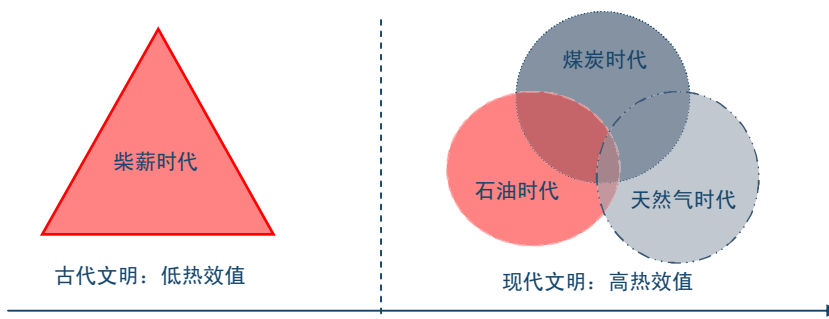 柴薪时代
煤炭时代
石油时代
天然气时代
古代文明：低热效值
现代文明：高热效值